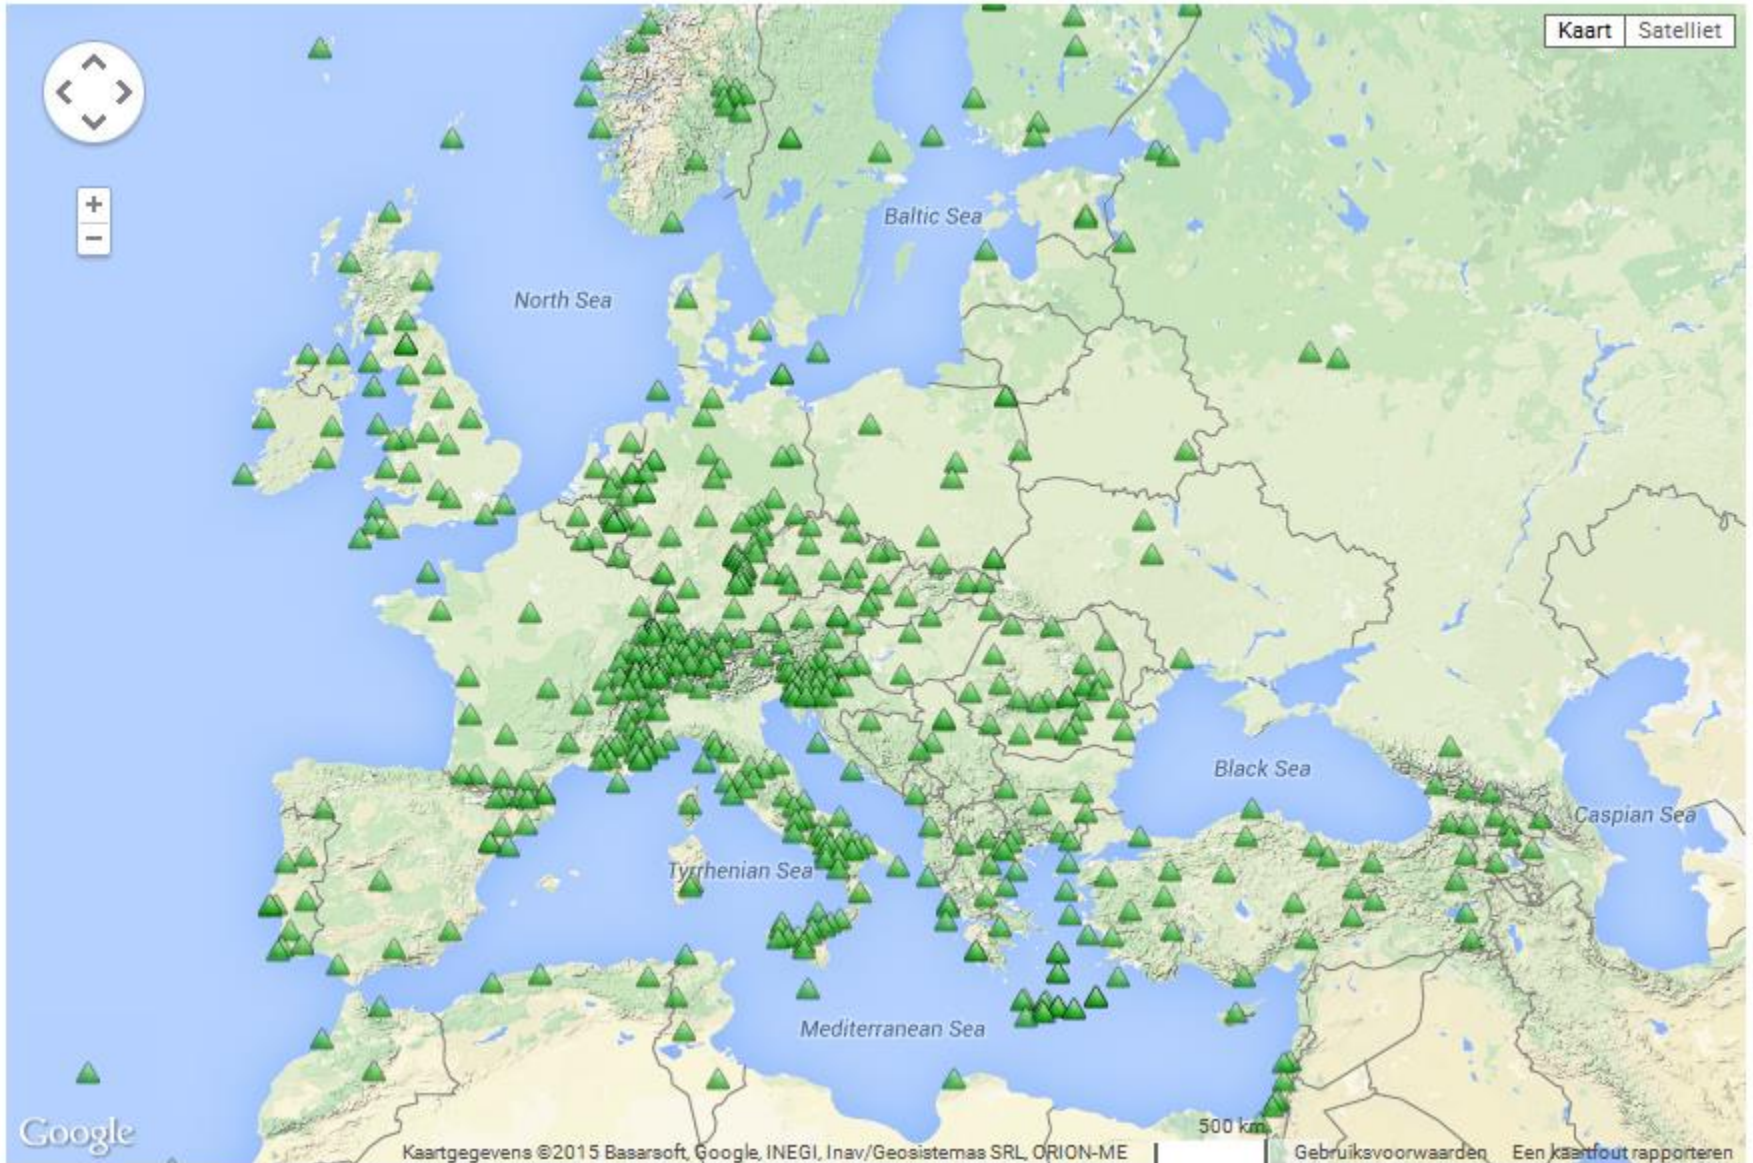 Kaart Satelliet
+
−
Baltic Sea
North Sea
Black Sea
Caspian Sea
Tyrrhenian Sea
Mediterranean Sea
Google
500 km
Kaartgegevens ©2015 Basarsoft, Google, INEGI, Inav/Geosistemas SRL, ORION-ME
Gebruiksvoorwaarden Een kaartfout rapporteren